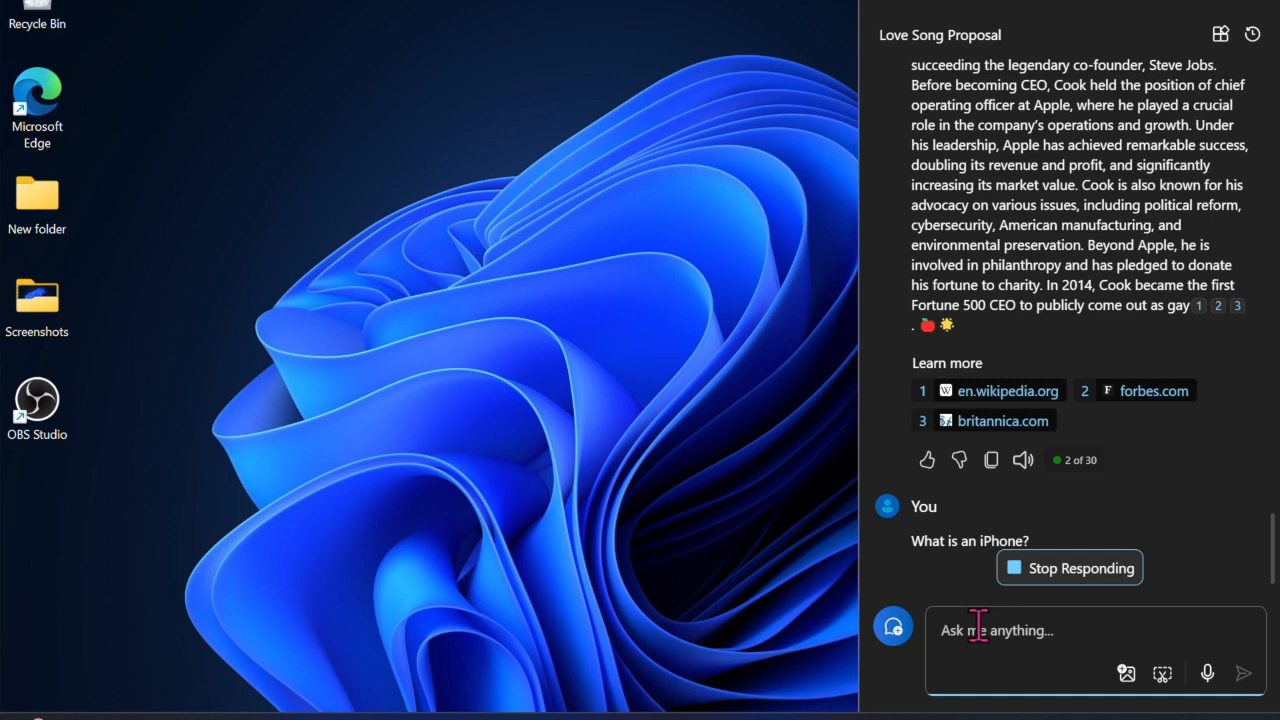 Recycle Bin
Microsoft
Edge
New folder
Screenshots
OBS Studio
Love Song Proposal
succeeding the legendary co-founder, Steve Jobs.
Before becoming CEO, Cook held the position of chief
operating officer at Apple, where he played a crucial
role in the company's operations and growth. Under
his leadership, Apple has achieved remarkable success,
doubling its revenue and profit, and significantly
increasing its market value. Cook is also known for his
advocacy on various issues, including political reform,
cybersecurity, American manufacturing, and
environmental preservation. Beyond Apple, he is
involved in philanthropy and has pledged to donate
his fortune to charity. In 2014, Cook became the first
Fortune 500 CEO to publicly come out as gay 1 2 3
. 🍎 🌟
Learn more
1 W en.wikipedia.org 2 F forbes.com
3 britannica.com
2 of 30
You
What is an iPhone?
Stop Responding
Ask me anything...